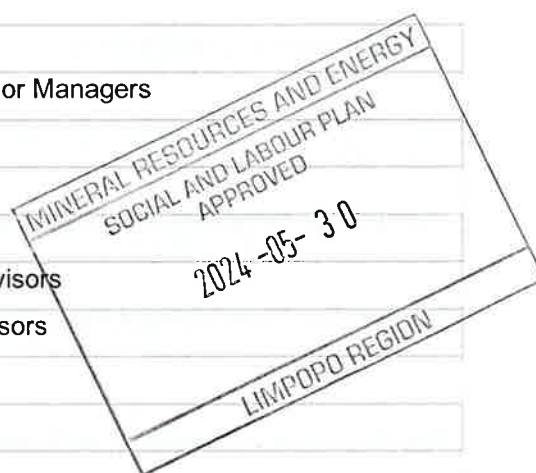 or Managers
MINERAL RESOURCES AND ENERGY
SOCIAL AND LABOUR PLAN
APPROVED
2024-05-30
visors
sors
LIMPOPO REGION